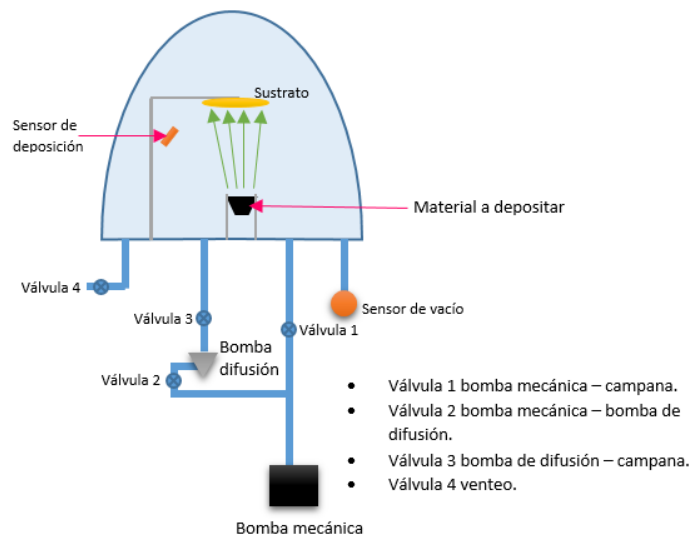 Sustrato
Sensor de
deposición
Material a depositar
Válvula 4
Válvula 3
Sensor de vacío
Válvula 1
Bomba
difusión
Válvula 2
• Válvula 1 bomba mecánica – campana.
• Válvula 2 bomba mecánica – bomba de
difusión.
• Válvula 3 bomba de difusión – campana.
• Válvula 4 venteo.
Bomba mecánica